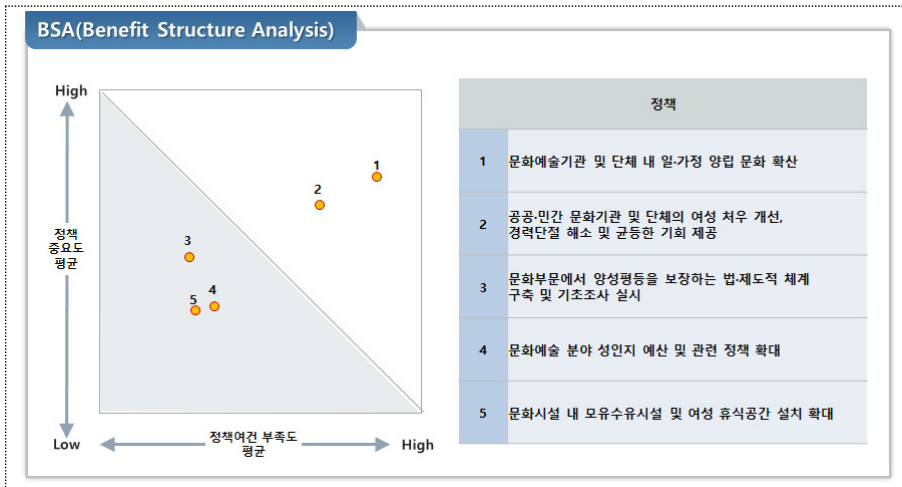 BSA(Benefit Structure Analysis)
High
정책
중요도
평균
Low
정책여건 부족도
평균
High
1
2
3
4
5
정책
1 문화예술기관 및 단체 내 일·가정 양립 문화 확산
2 공공·민간 문화기관 및 단체의 여성 처우 개선,
경력단절 해소 및 균등한 기회 제공
3 문화부문에서 양성평등을 보장하는 법·제도적 체계
구축 및 기초조사 실시
4 문화예술 분야 성인지 예산 및 관련 정책 확대
5 문화시설 내 모유수유시설 및 여성 휴식공간 설치 확대